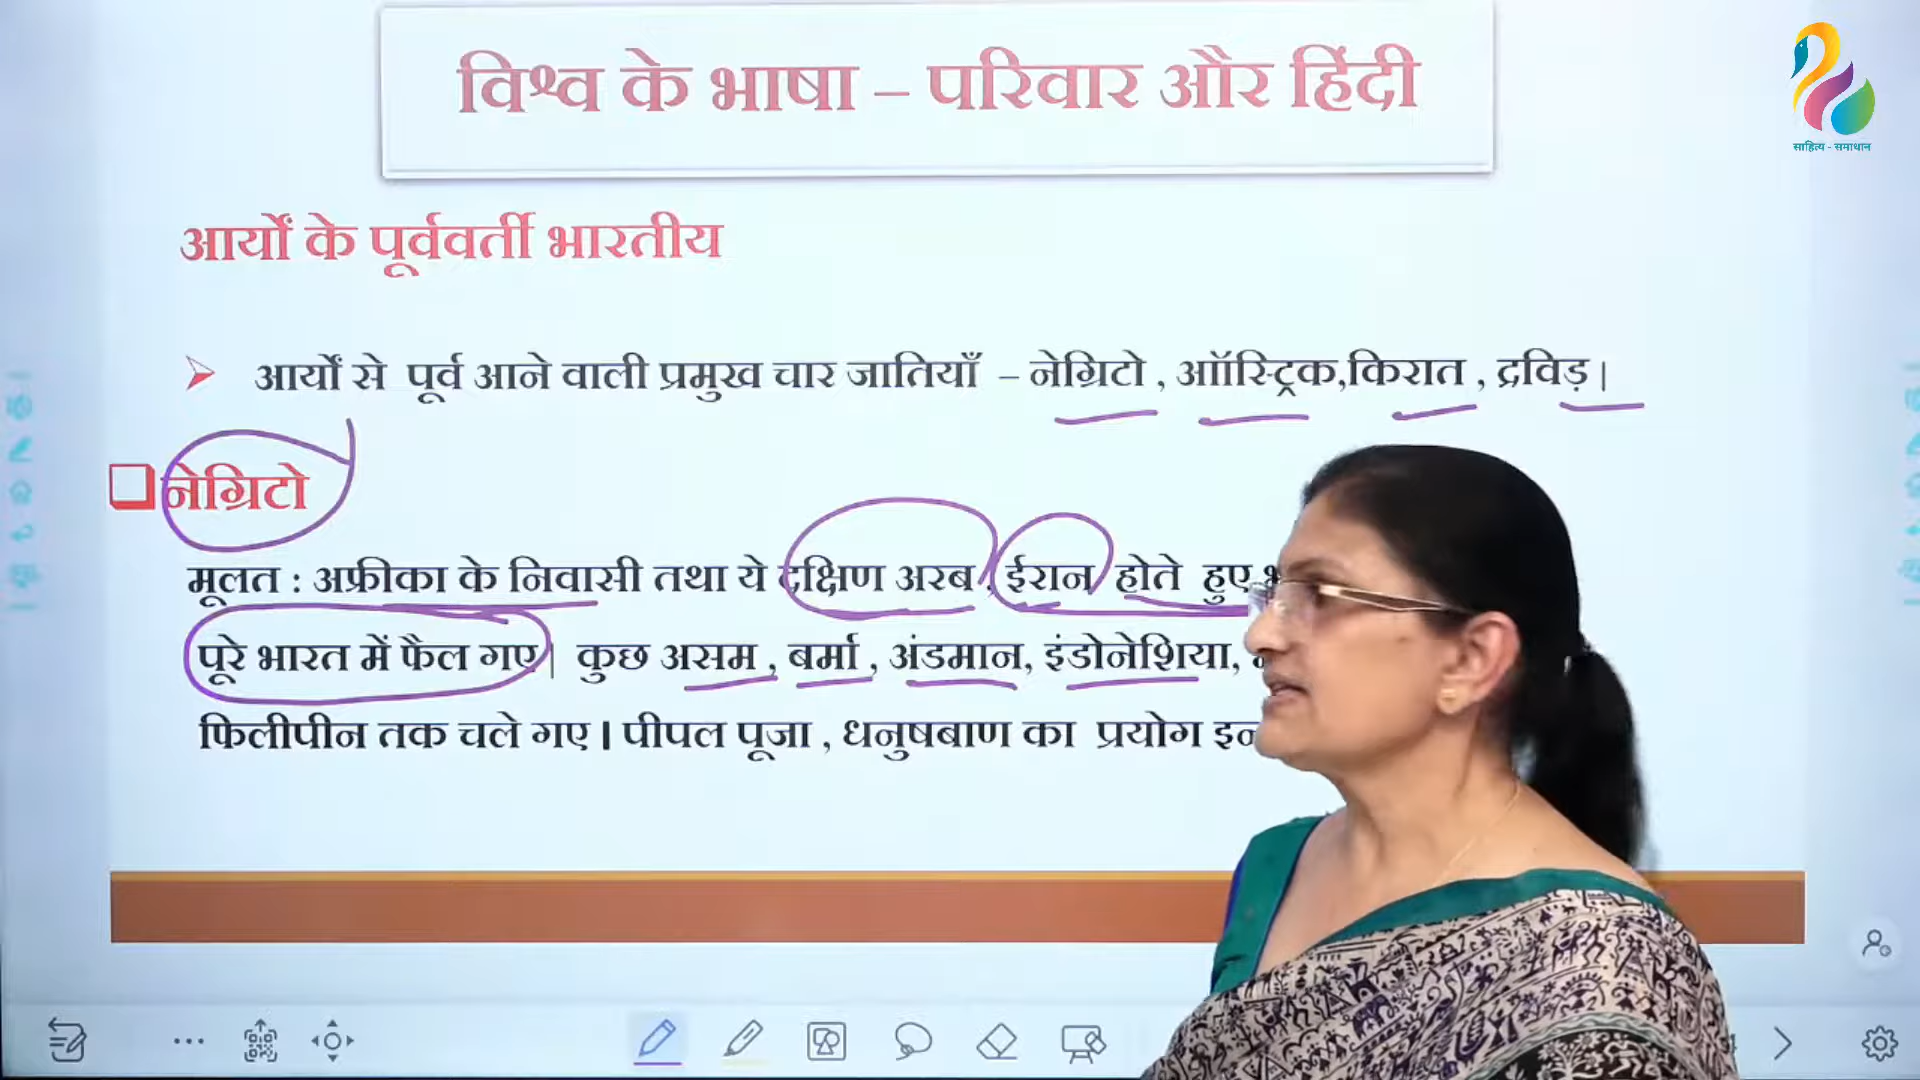 विश्व के भाषा – परिवार और हिंदी
साहित्य - समाधान
आर्यों के पूर्ववर्ती भारतीय
आर्यों से पूर्व आने वाली प्रमुख चार जातियाँ – नेग्रिटो , ऑॉस्ट्रिक,किरात , द्रविड़ |
नेग्रिटो
मूलत : अफ्रीका के निवासी तथा ये दक्षिण अरब , ईरान होते हुए
पूरे भारत में फैल गए | कुछ असम , बर्मा , अंडमान, इंडोनेशिया,
फिलीपीन तक चले गए । पीपल पूजा , धनुषबाण का प्रयोग